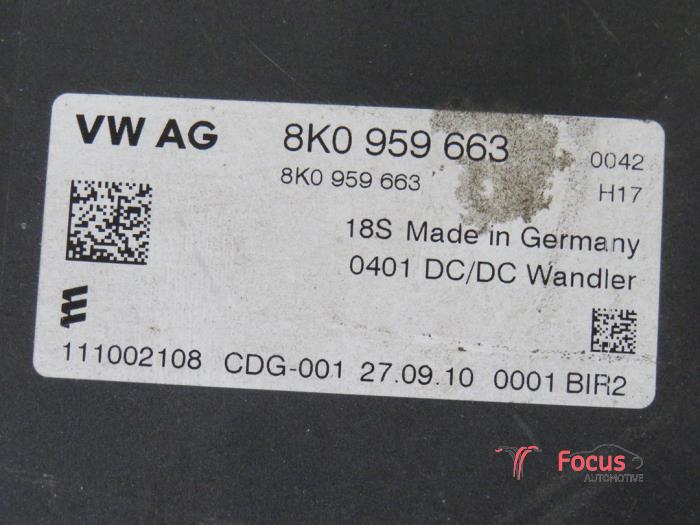 VW AG 8K0 959 663
8K0 959 663 0042
H17
18S Made in Germany
0401 DC/DC Wandler
111002108 CDG-001 27.09.10 0001 BIR2
Focus
AUTOMOTIVE